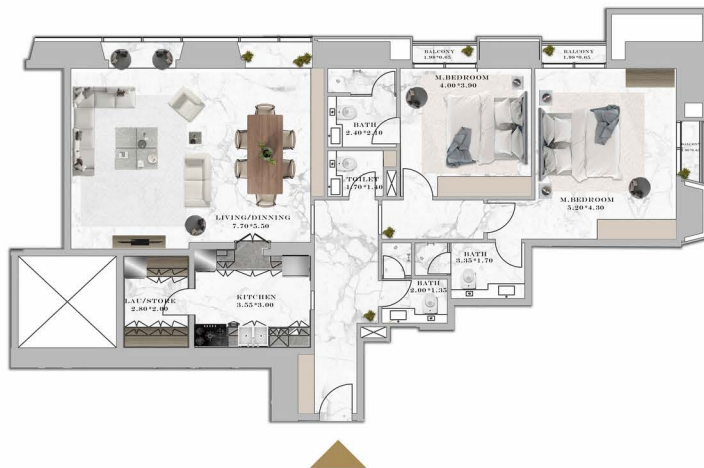 BALCONY
1.90*0.65
BALCONY
1.90*0.65
M.BEDROOM
4.00*3.90
BATH
2.40*2.10
TOILET
1.70*1.40
M.BEDROOM
5.20*4.30
LIVING/DINNING
7.70*5.50
BATH
3.35*1.70
BATH
2.00*1.35
KITCHEN
3.55*3.00
LAU/STORE
2.80*2.00
BALCONY